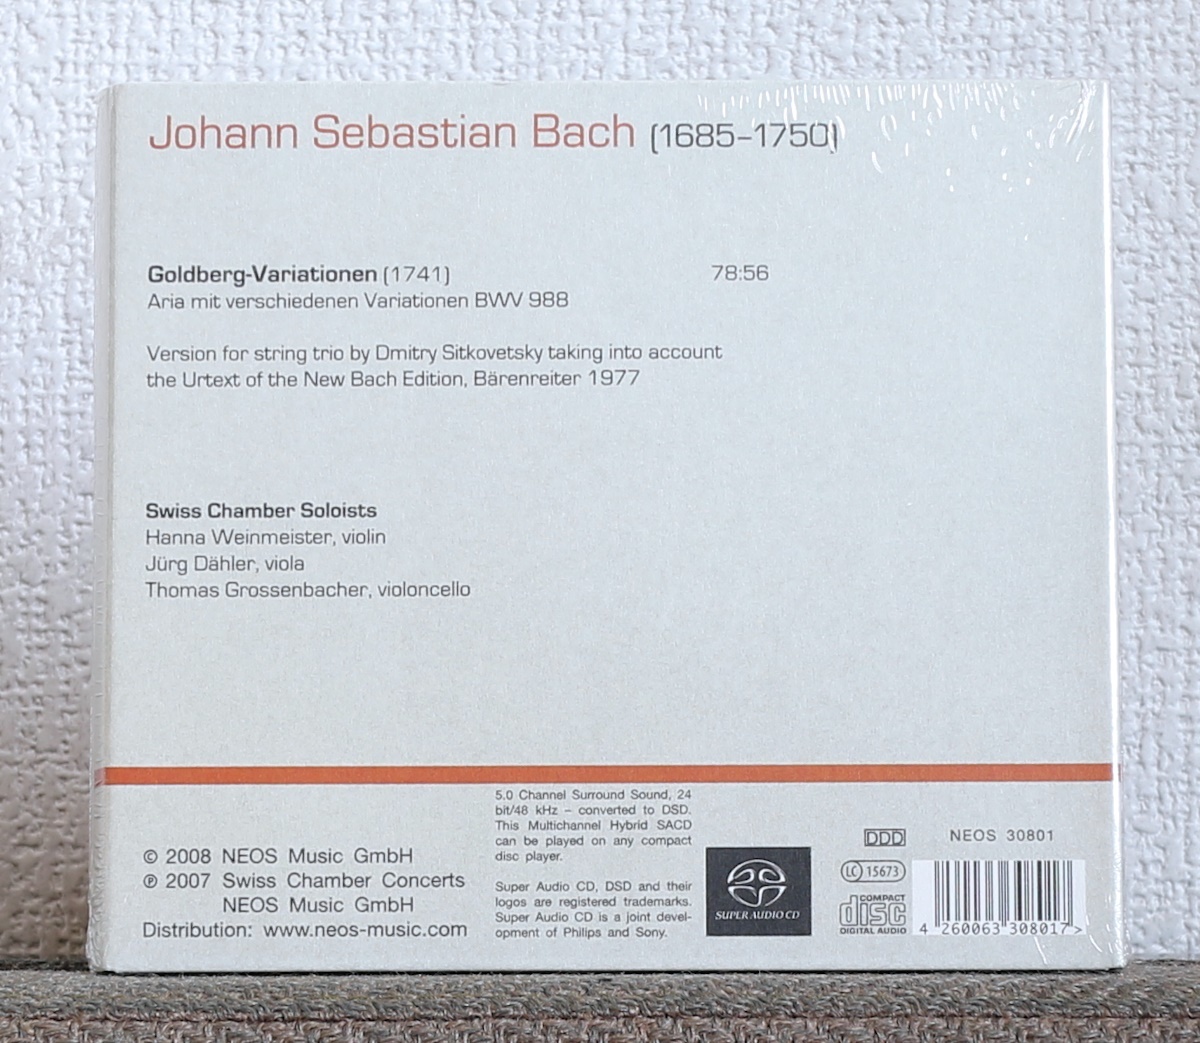 Johann Sebastian Bach (1685–1750)
Goldberg-Variationen (1741) 78:56
Aria mit verschiedenen Variationen BWV 988
Version for string trio by Dmitry Sitkovetsky taking into account
the Urtext of the New Bach Edition, Bärenreiter 1977
Swiss Chamber Soloists
Hanna Weinmeister, violin
Jürg Dähler, viola
Thomas Grossenbacher, violoncello
© 2008 NEOS Music GmbH
℗ 2007 Swiss Chamber Concerts
NEOS Music GmbH
Distribution: www.neos-music.com
5.0 Channel Surround Sound, 24
bit/48 kHz – converted to DSD.
This Multichannel Hybrid SACD
can be played on any compact
disc player.
Super Audio CD, DSD and their
logos are registered trademarks.
Super Audio CD is a joint devel-
opment of Philips and Sony.
SUPER AUDIO CD
DDD
LC 15673
COMPACT
disc
DIGITAL AUDIO
NEOS 30801
4 260063 308017 >